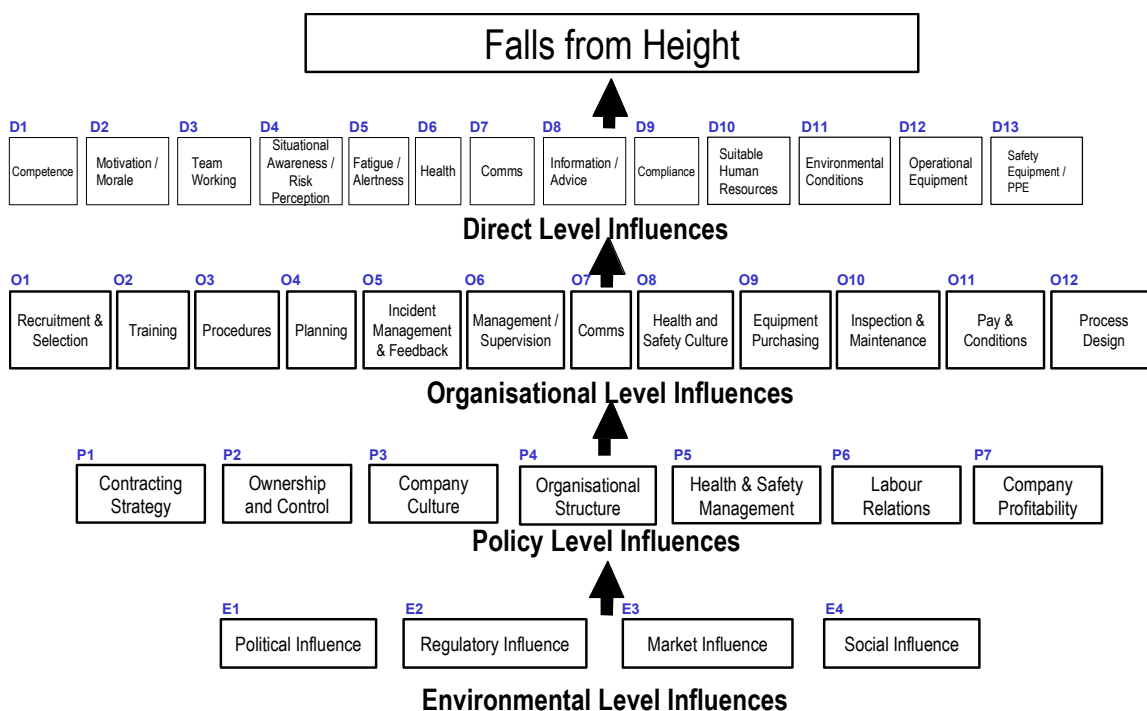 Falls from Height
D1 D2 D3 D4 D5 D6 D7 D8 D9 D10 D11 D12 D13
Competence
Motivation /
Morale
Team
Working
Situational
Awareness /
Risk
Perception
Fatigue /
Alertness
Health
Comms
Information /
Advice
Compliance
Suitable
Human
Resources
Environmental
Conditions
Operational
Equipment
Safety
Equipment /
PPE
Direct Level Influences
O1 O2 O3 O4 O5 O6 O7 O8 O9 O10 O11 O12
Recruitment &
Selection
Training
Procedures
Planning
Incident
Management
& Feedback
Management /
Supervision
Comms
Health and
Safety Culture
Equipment
Purchasing
Inspection &
Maintenance
Pay &
Conditions
Process
Design
Organisational Level Influences
P1 P2 P3 P4 P5 P6 P7
Contracting
Strategy
Ownership
and Control
Company
Culture
Organisational
Structure
Health & Safety
Management
Labour
Relations
Company
Profitability
Policy Level Influences
E1 E2 E3 E4
Political Influence
Regulatory Influence
Market Influence
Social Influence
Environmental Level Influences